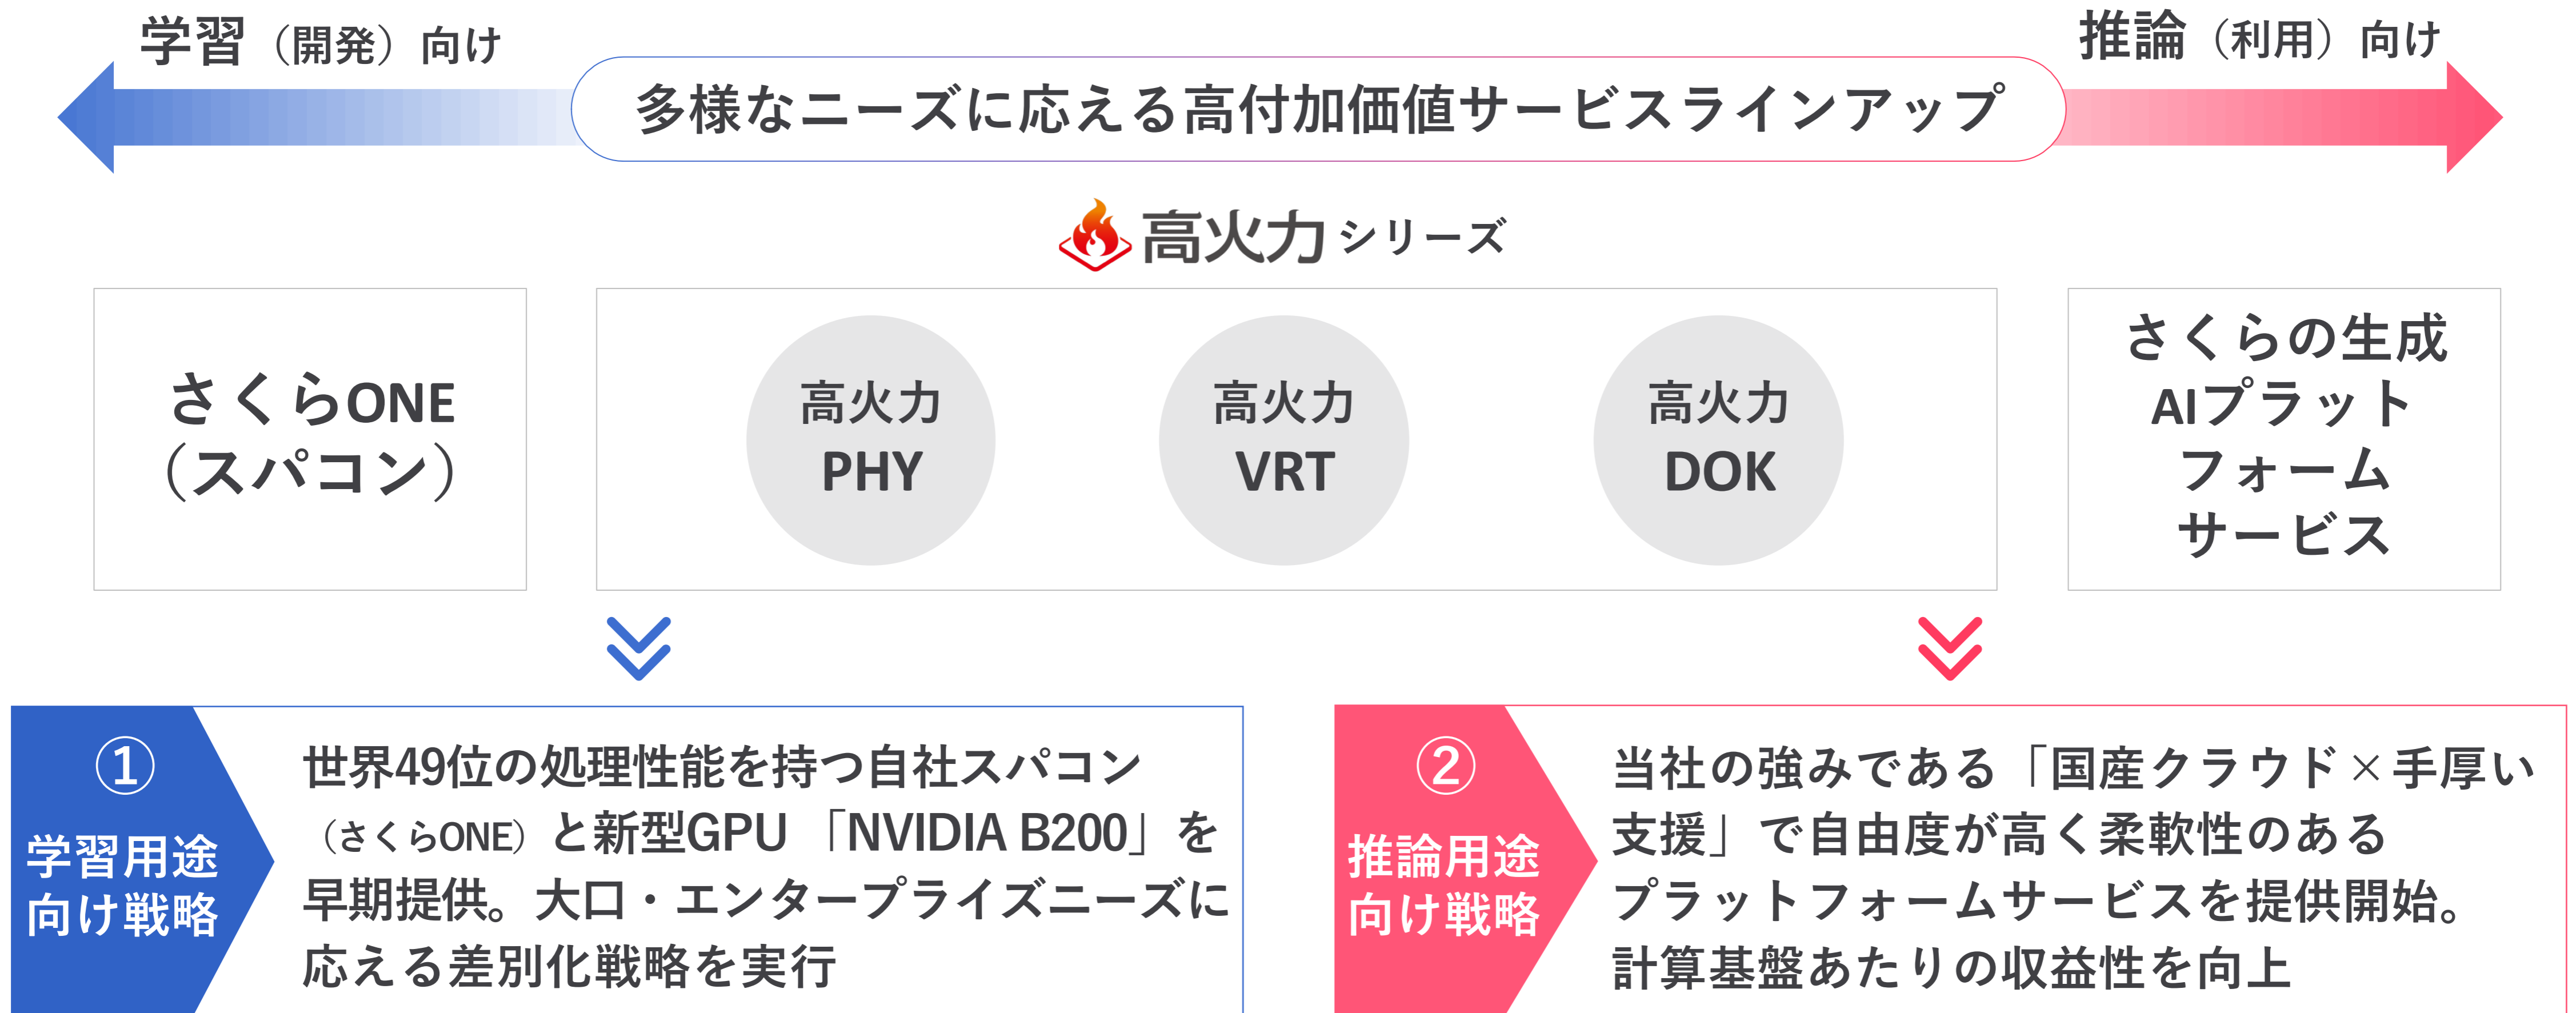 学習（開発）向け
推論（利用）向け
多様なニーズに応える高付加価値サービスラインアップ
高火力シリーズ
さくらONE
（スパコン）
高火力
PHY
高火力
VRT
高火力
DOK
さくらの生成
AIプラット
フォーム
サービス
①
学習用途
向け戦略
世界49位の処理性能を持つ自社スパコン
（さくらONE）と新型GPU「NVIDIA B200」を
早期提供。大口・エンタープライズニーズに
応える差別化戦略を実行
②
推論用途
向け戦略
当社の強みである「国産クラウド×手厚い
支援」で自由度が高く柔軟性のある
プラットフォームサービスを提供開始。
計算基盤あたりの収益性を向上